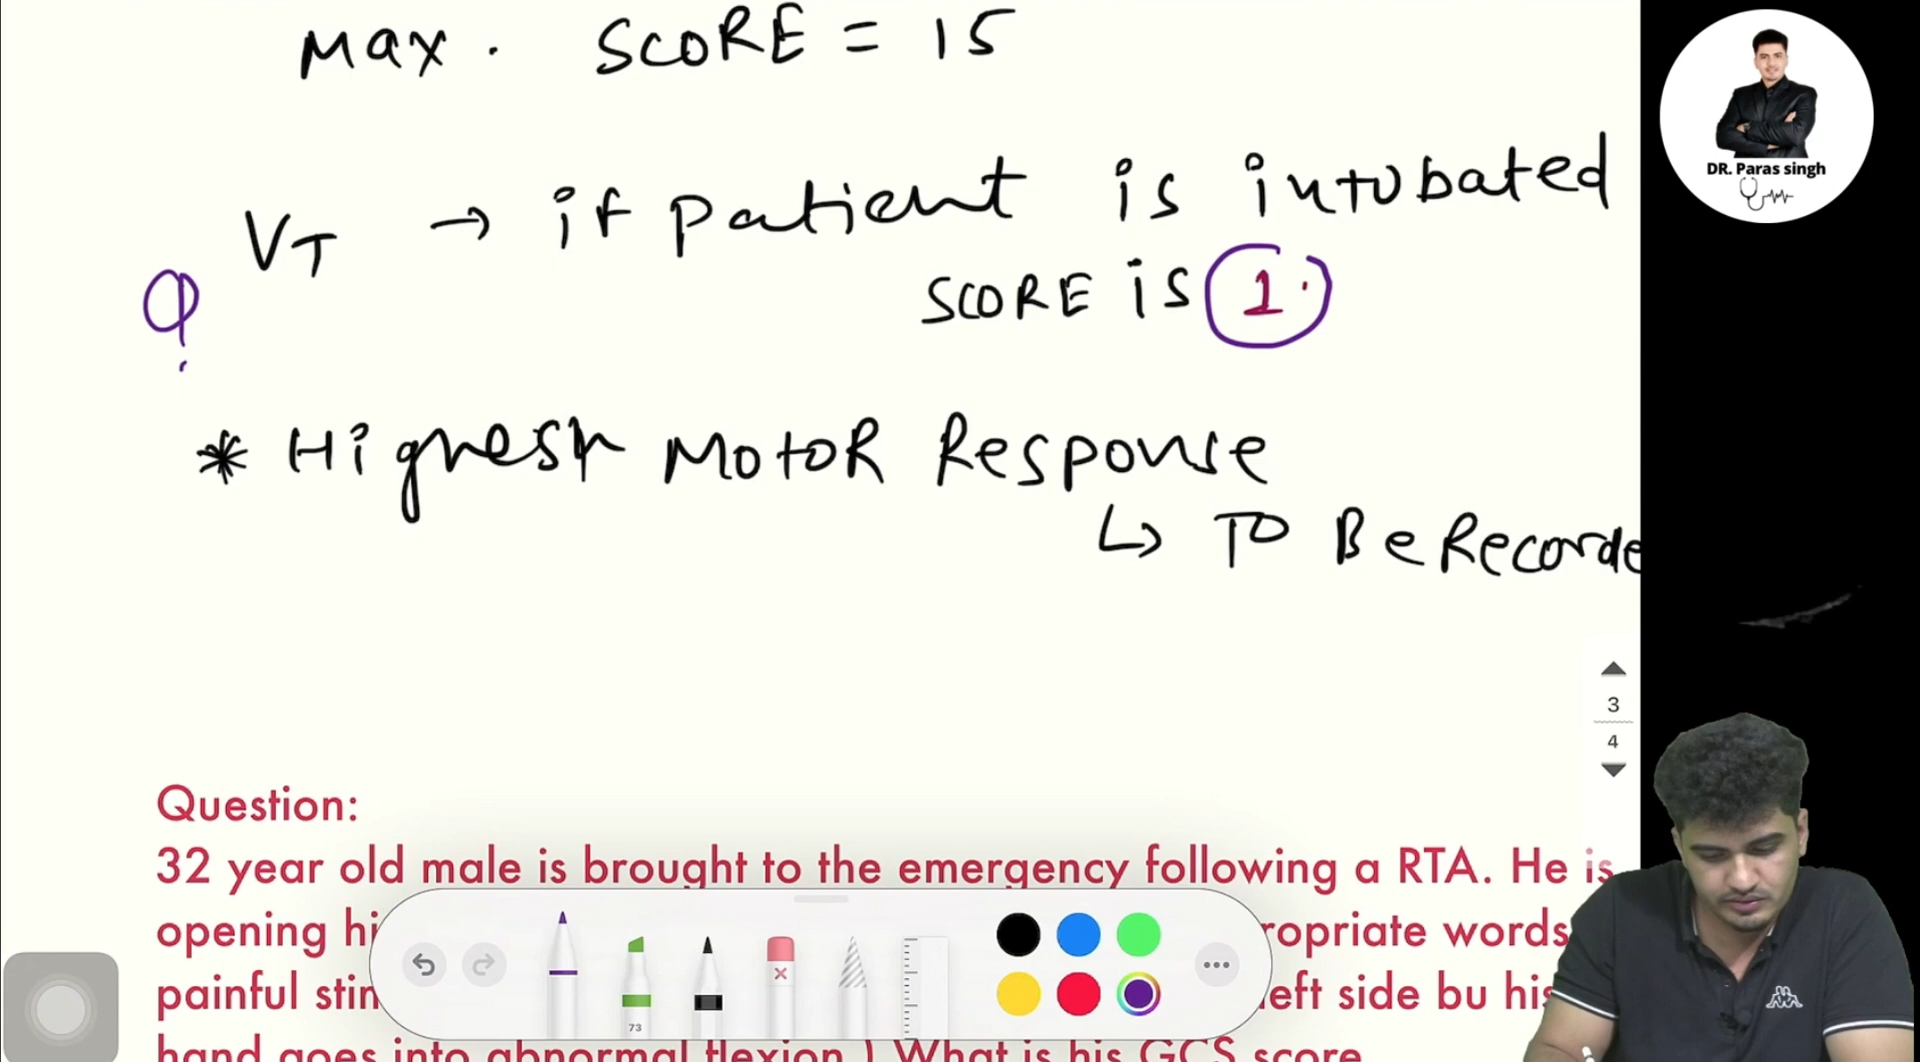 Max. SCORE = 15
VT → if patient is intubated
SCORE is 1.
Q.
* Highest MotoR Response
↳ TO Be Recorde
DR. Paras singh
3
4
Question:
32 year old male is brought to the emergency following a RTA. He is
opening hi ropriate words
painful stin left side bu his
hand goes into abnormal flexion.) What is his GCS score
73